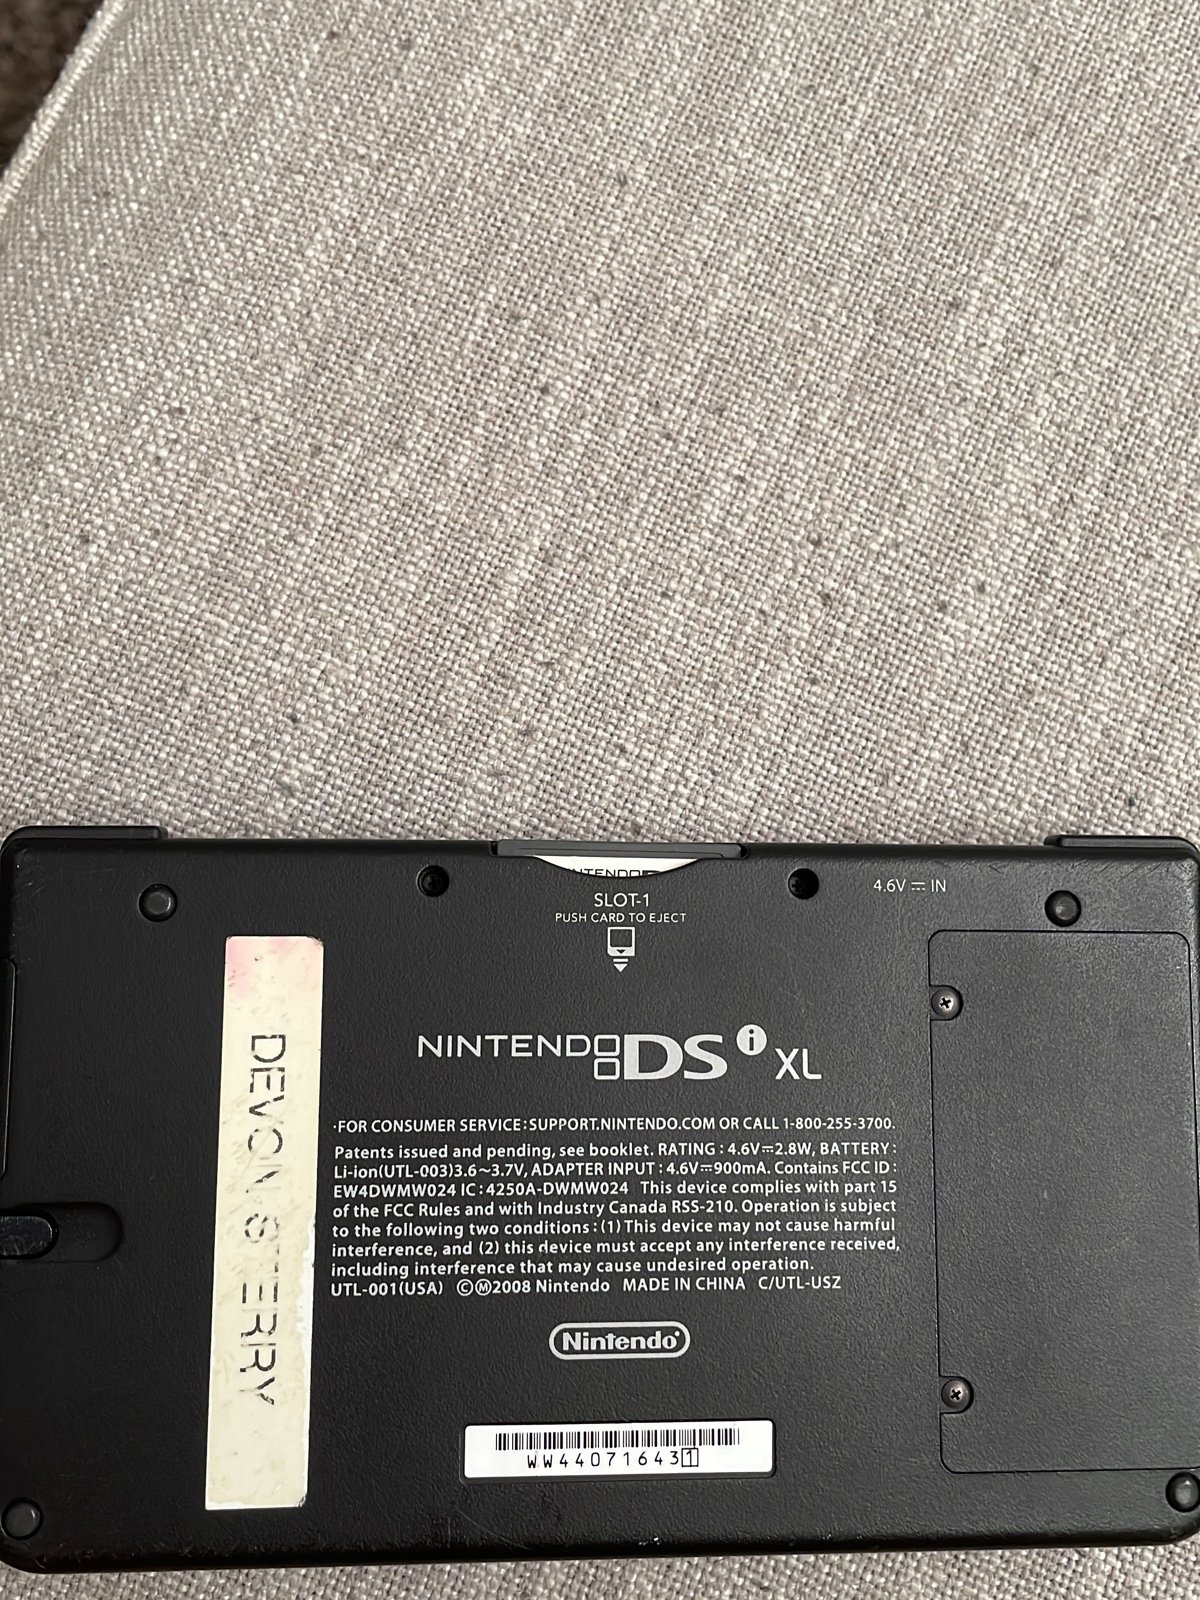 NINTENDO
SLOT-1
PUSH CARD TO EJECT
4.6V ⎓ IN
NINTENDO DS i XL
·FOR CONSUMER SERVICE:SUPPORT.NINTENDO.COM OR CALL 1-800-255-3700.
Patents issued and pending, see booklet. RATING : 4.6V⎓2.8W, BATTERY :
Li-ion(UTL-003)3.6~3.7V, ADAPTER INPUT : 4.6V⎓900mA. Contains FCC ID :
EW4DWMW024 IC : 4250A-DWMW024 This device complies with part 15
of the FCC Rules and with Industry Canada RSS-210. Operation is subject
to the following two conditions : (1) This device may not cause harmful
interference, and (2) this device must accept any interference received,
including interference that may cause undesired operation.
UTL-001(USA) ©Ⓜ2008 Nintendo MADE IN CHINA C/UTL-USZ
Nintendo
WW440716431
DEVON STERRY